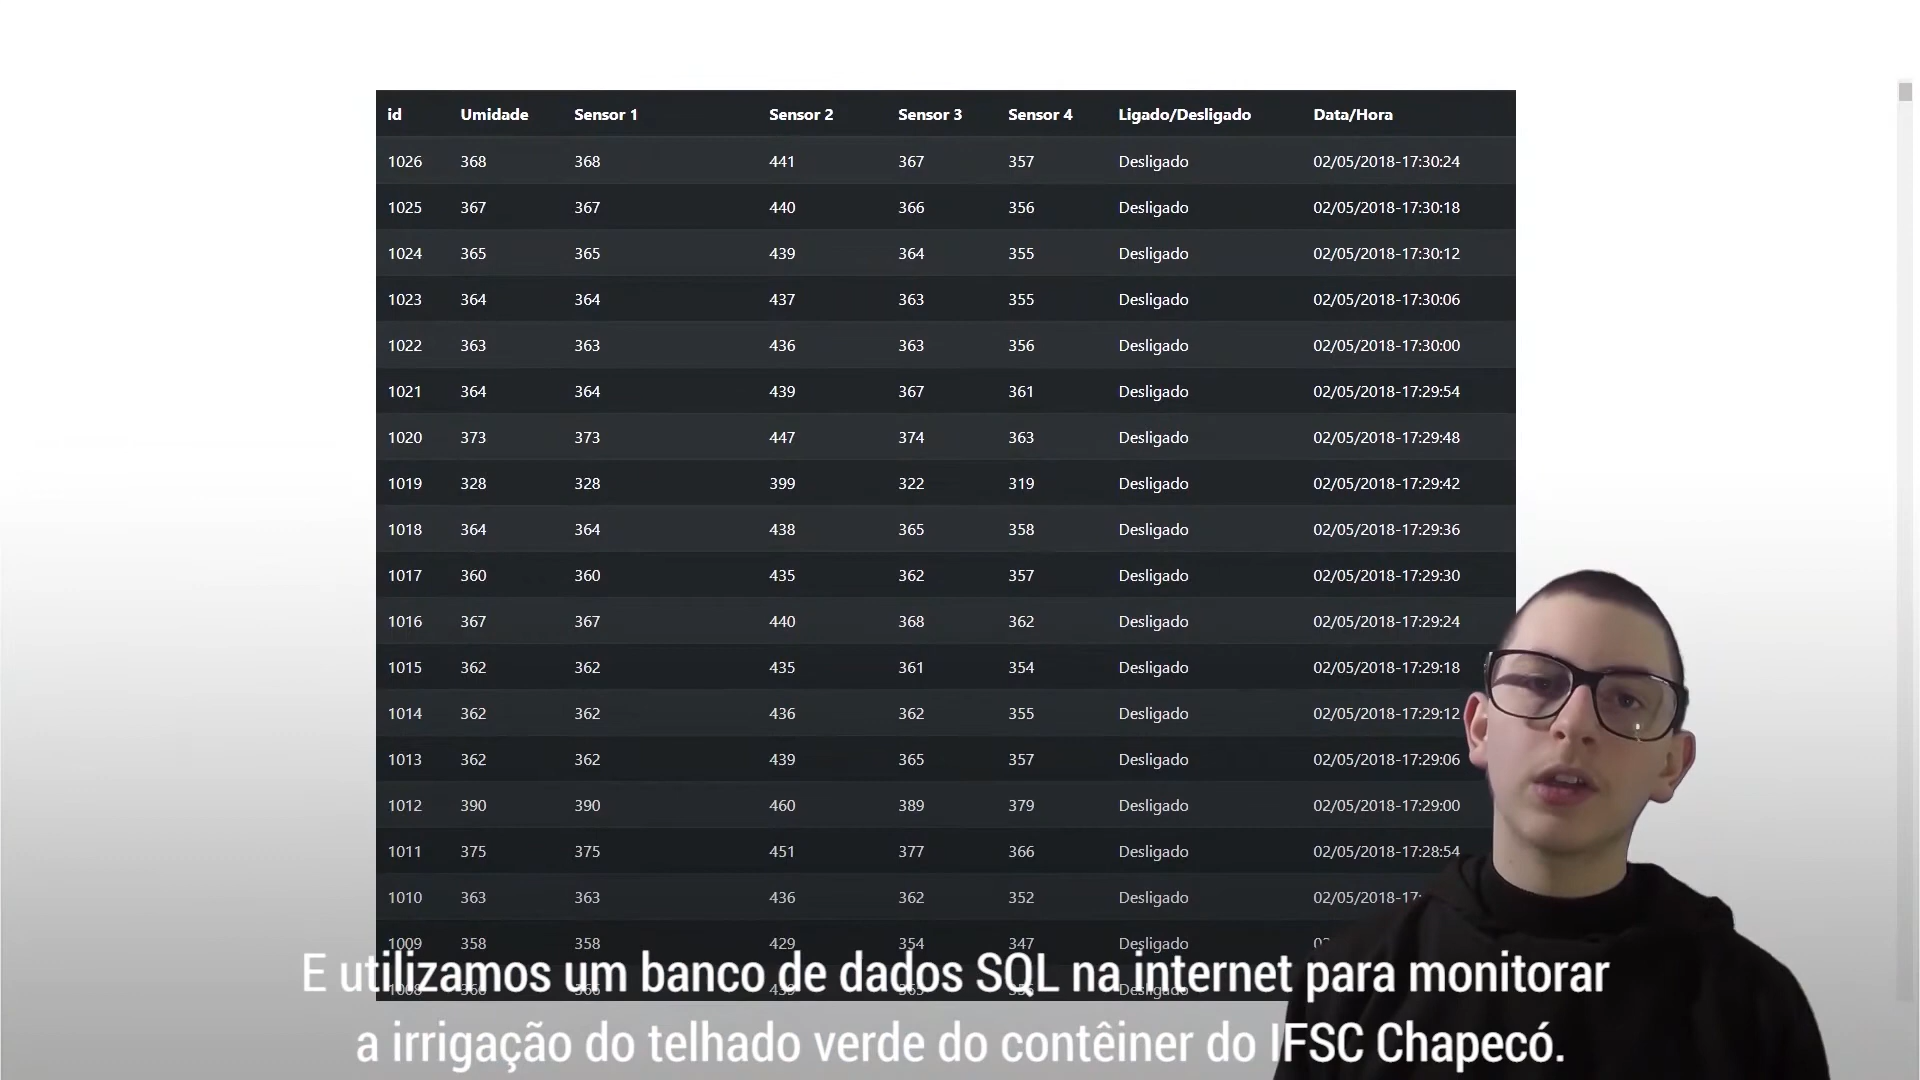 id Umidade Sensor 1 Sensor 2 Sensor 3 Sensor 4 Ligado/Desligado Data/Hora
1026 368 368 441 367 357 Desligado 02/05/2018-17:30:24
1025 367 367 440 366 356 Desligado 02/05/2018-17:30:18
1024 365 365 439 364 355 Desligado 02/05/2018-17:30:12
1023 364 364 437 363 355 Desligado 02/05/2018-17:30:06
1022 363 363 436 363 356 Desligado 02/05/2018-17:30:00
1021 364 364 439 367 361 Desligado 02/05/2018-17:29:54
1020 373 373 447 374 363 Desligado 02/05/2018-17:29:48
1019 328 328 399 322 319 Desligado 02/05/2018-17:29:42
1018 364 364 438 365 358 Desligado 02/05/2018-17:29:36
1017 360 360 435 362 357 Desligado 02/05/2018-17:29:30
1016 367 367 440 368 362 Desligado 02/05/2018-17:29:24
1015 362 362 435 361 354 Desligado 02/05/2018-17:29:18
1014 362 362 436 362 355 Desligado 02/05/2018-17:29:12
1013 362 362 439 365 357 Desligado 02/05/2018-17:29:06
1012 390 390 460 389 379 Desligado 02/05/2018-17:29:00
1011 375 375 451 377 366 Desligado 02/05/2018-17:28:54
1010 363 363 436 362 352 Desligado 02/05/2018-17:
1009 358 358 429 354 347 Desligado
Desligado
E utilizamos um banco de dados SQL na internet para monitorar
a irrigação do telhado verde do contêiner do IFSC Chapecó.